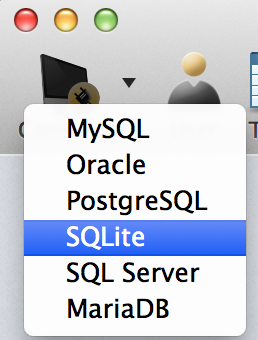 MySQL
Oracle
PostgreSQL
SQLite
SQL Server
MariaDB